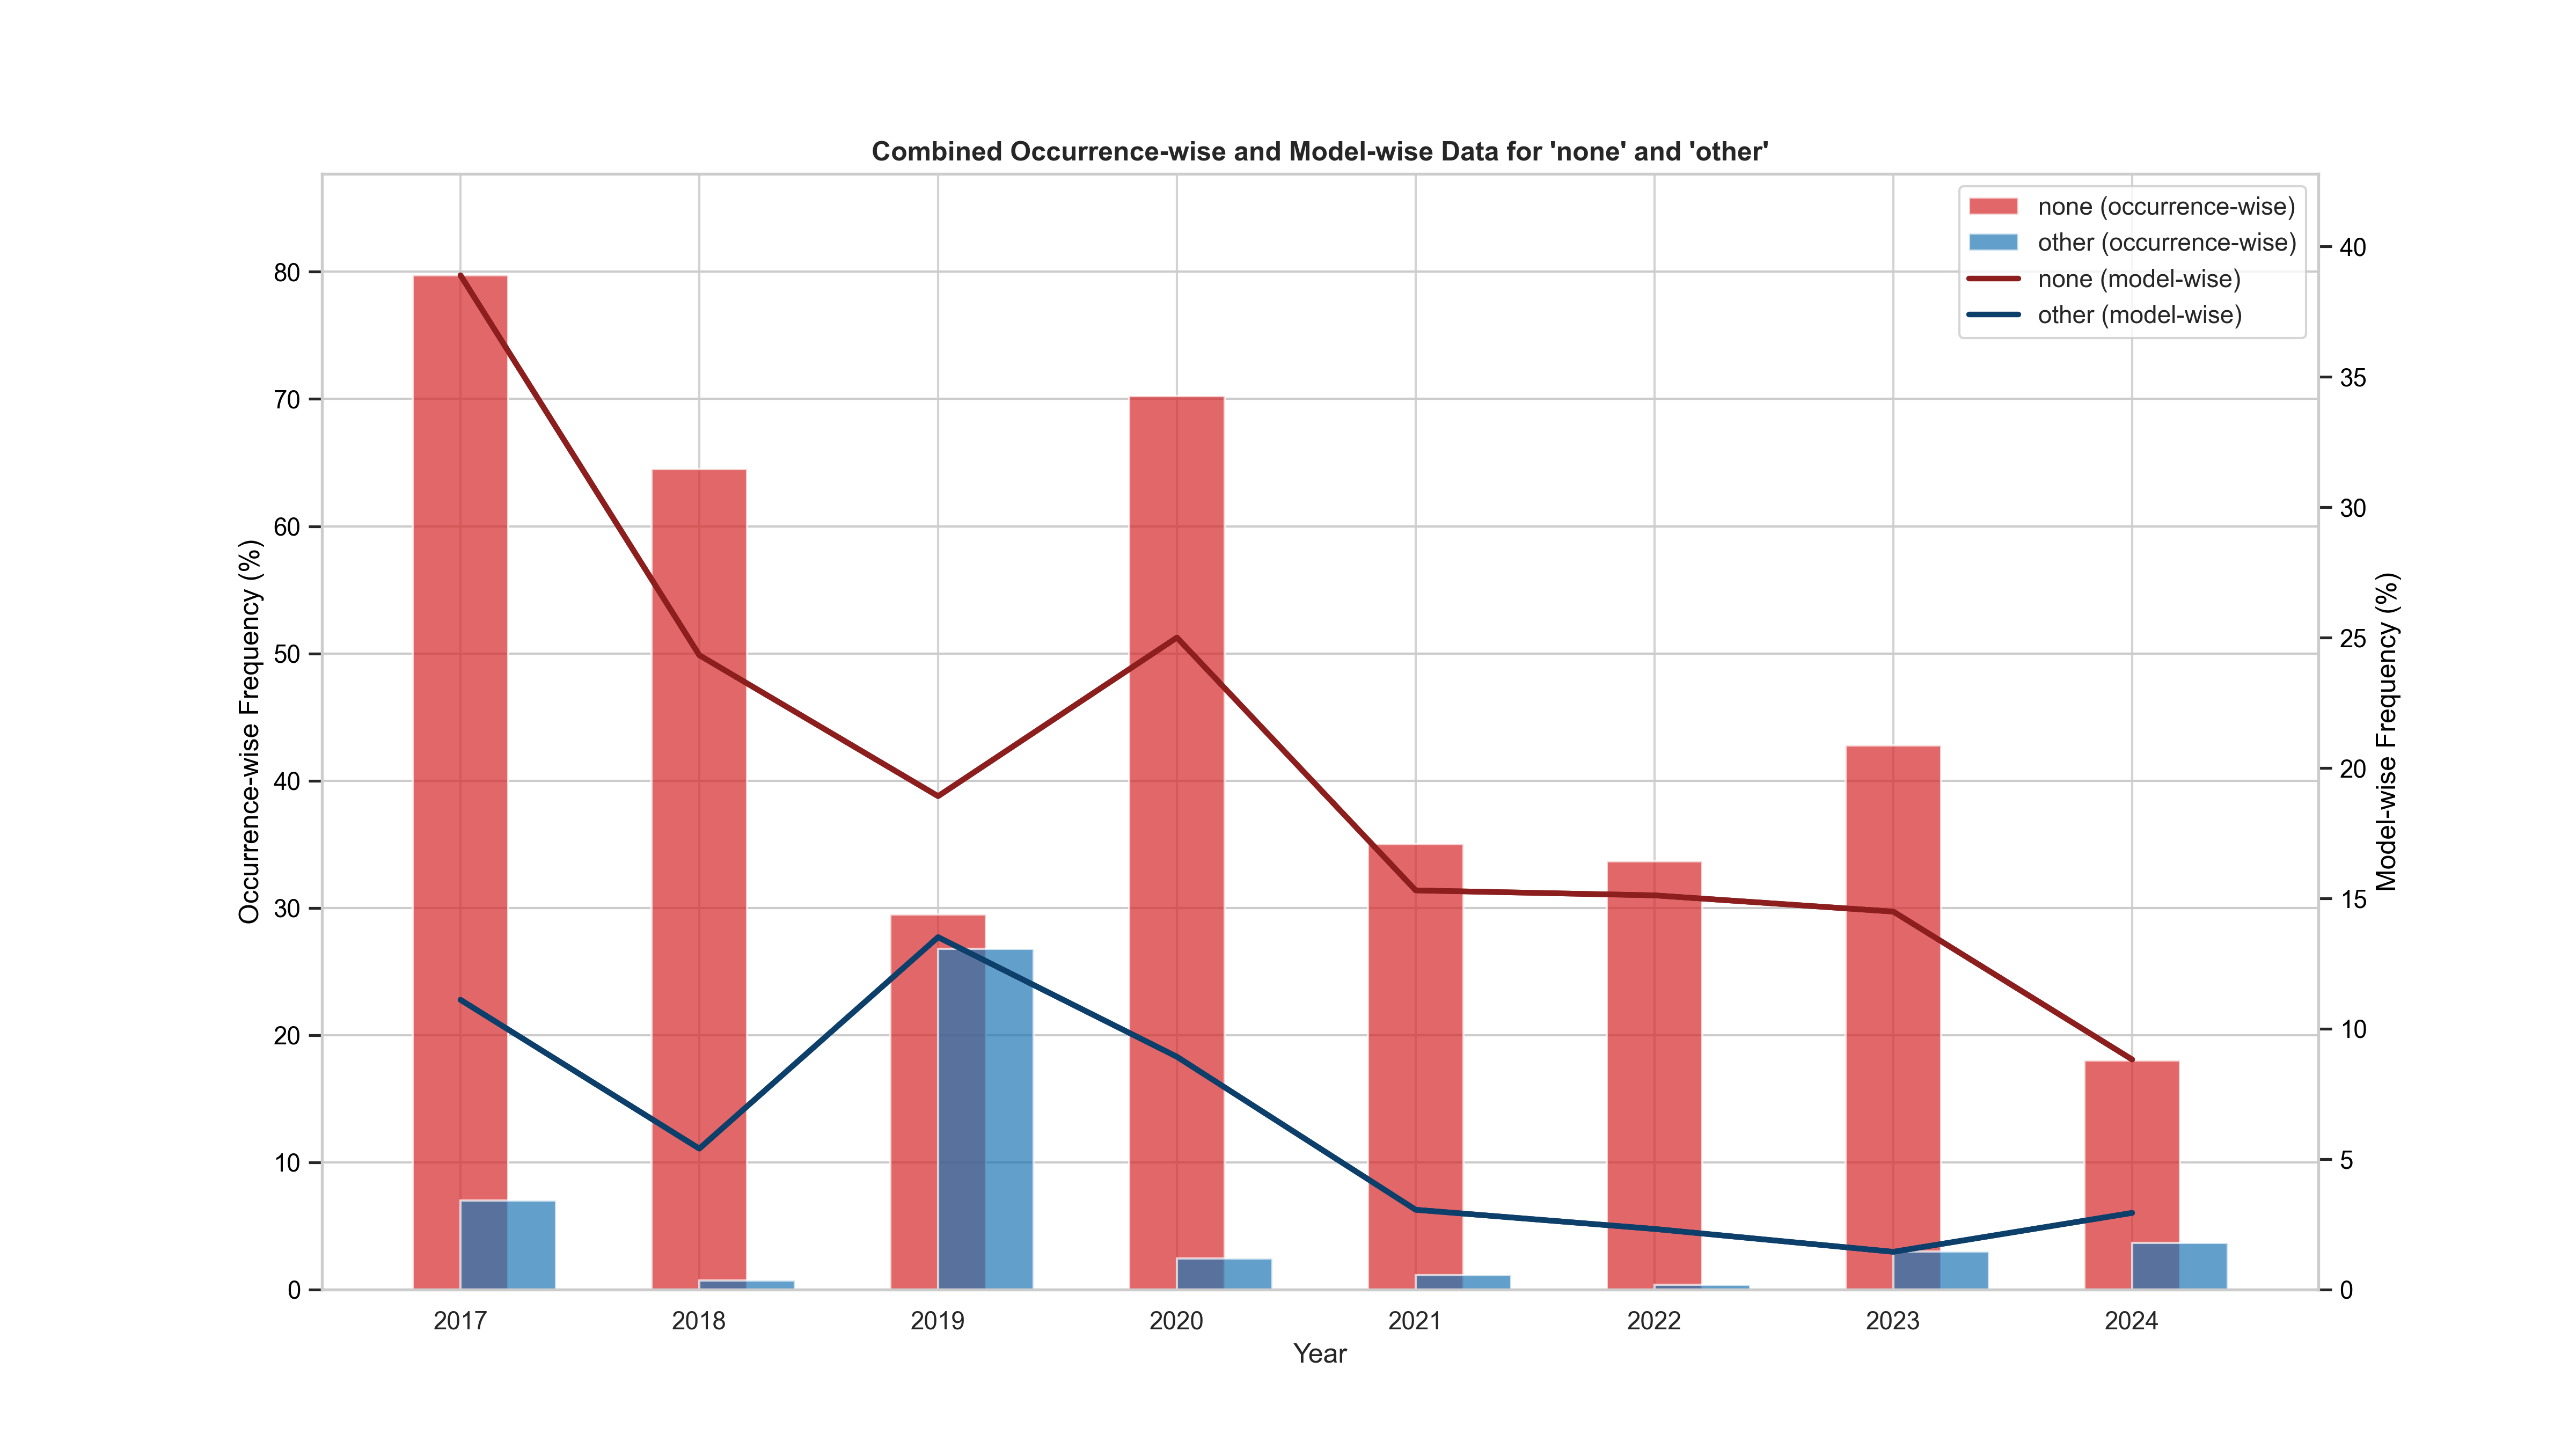 Combined Occurrence-wise and Model-wise Data for 'none' and 'other'
none (occurrence-wise)
other (occurrence-wise)
none (model-wise)
other (model-wise)
Occurrence-wise Frequency (%)
80
70
60
50
40
30
20
10
0
40
35
30
25
20
15
10
5
0
Model-wise Frequency (%)
2017 2018 2019 2020 2021 2022 2023 2024
Year